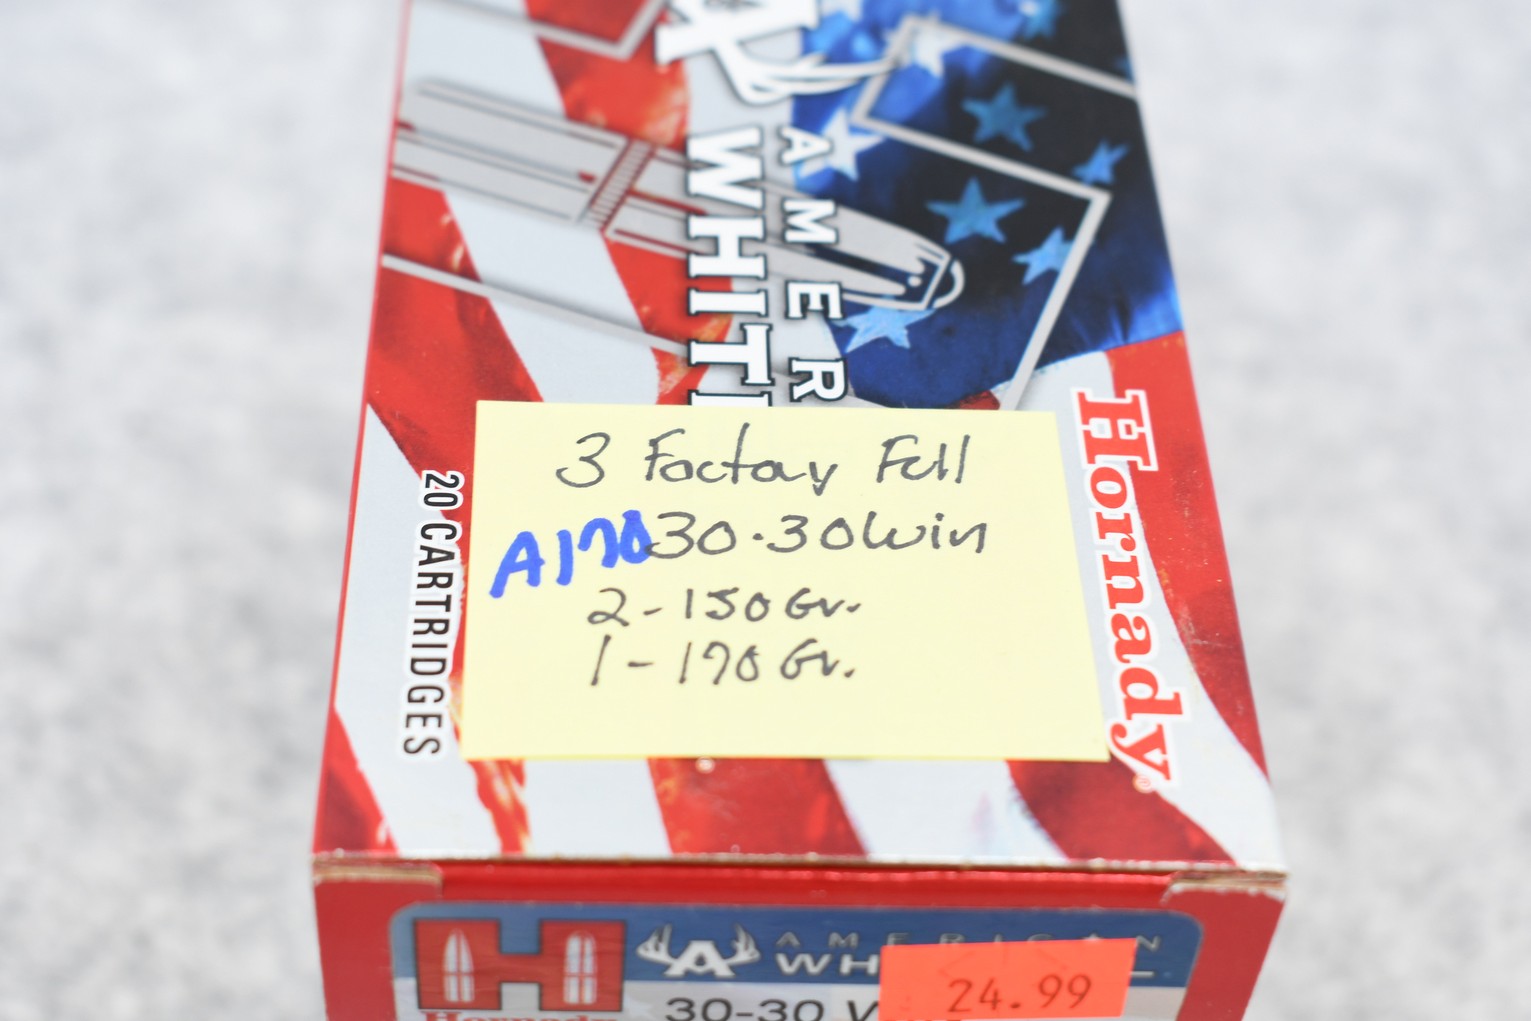 AMER
WHIT
Hornady
20 CARTRIDGES
3 Factory Full
A170 30-30 Win
2-150 Gr.
1-170 Gr.
H
A
AMERICAN
WH
30-30
24.99
Hornady